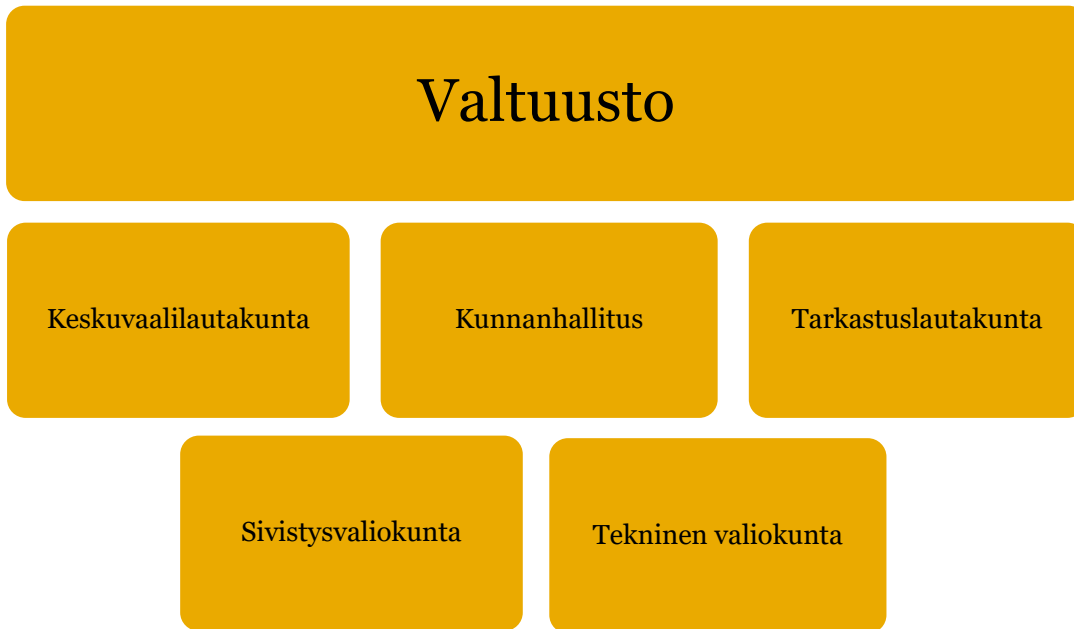 Valtuusto
Keskuvaalilautakunta
Kunnanhallitus
Tarkastuslautakunta
Sivistysvaliokunta
Tekninen valiokunta